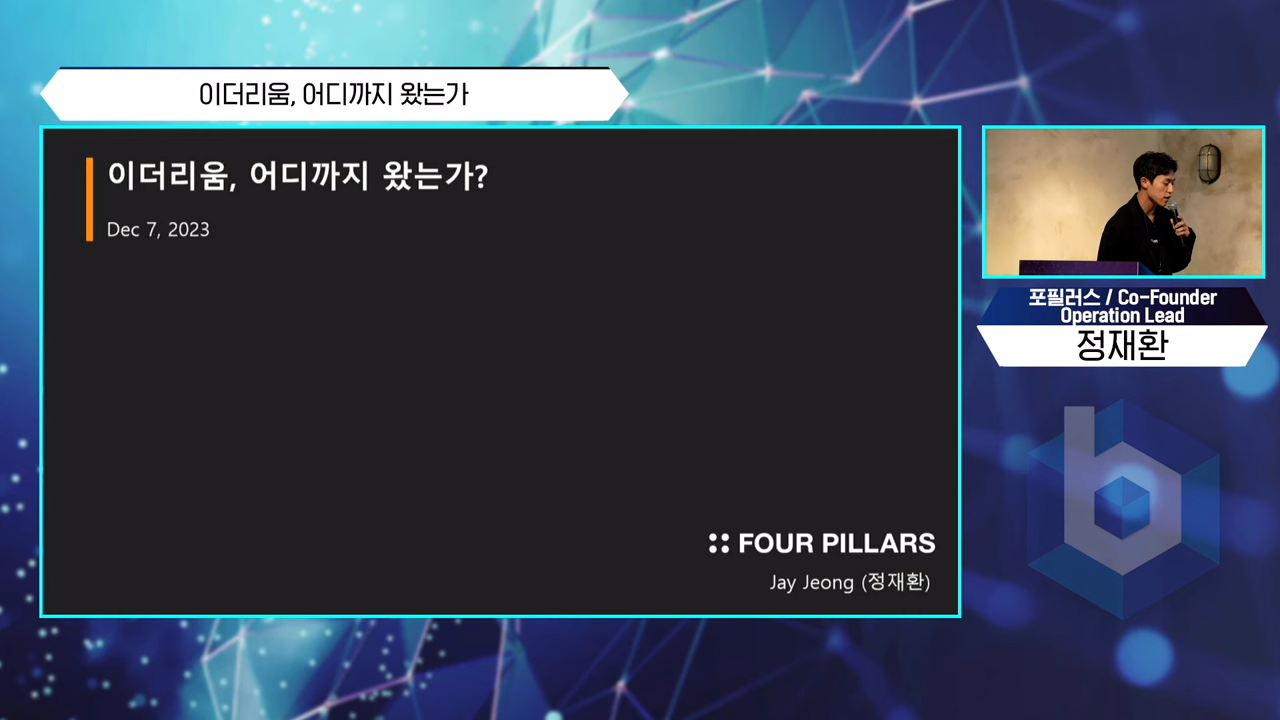 이더리움, 어디까지 왔는가
이더리움, 어디까지 왔는가?
Dec 7, 2023
FOUR PILLARS
Jay Jeong (정재환)
포필러스 / Co-Founder
Operation Lead
정재환